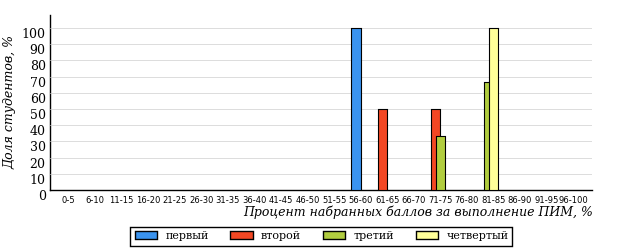 Доля студентов, %
100
90
80
70
60
50
40
30
20
10
0
0-5 6-10 11-15 16-20 21-25 26-30 31-35 36-40 41-45 46-50 51-55 56-60 61-65 66-70 71-75 76-80 81-85 86-90 91-95 96-100
Процент набранных баллов за выполнение ПИМ, %
первый второй третий четвертый